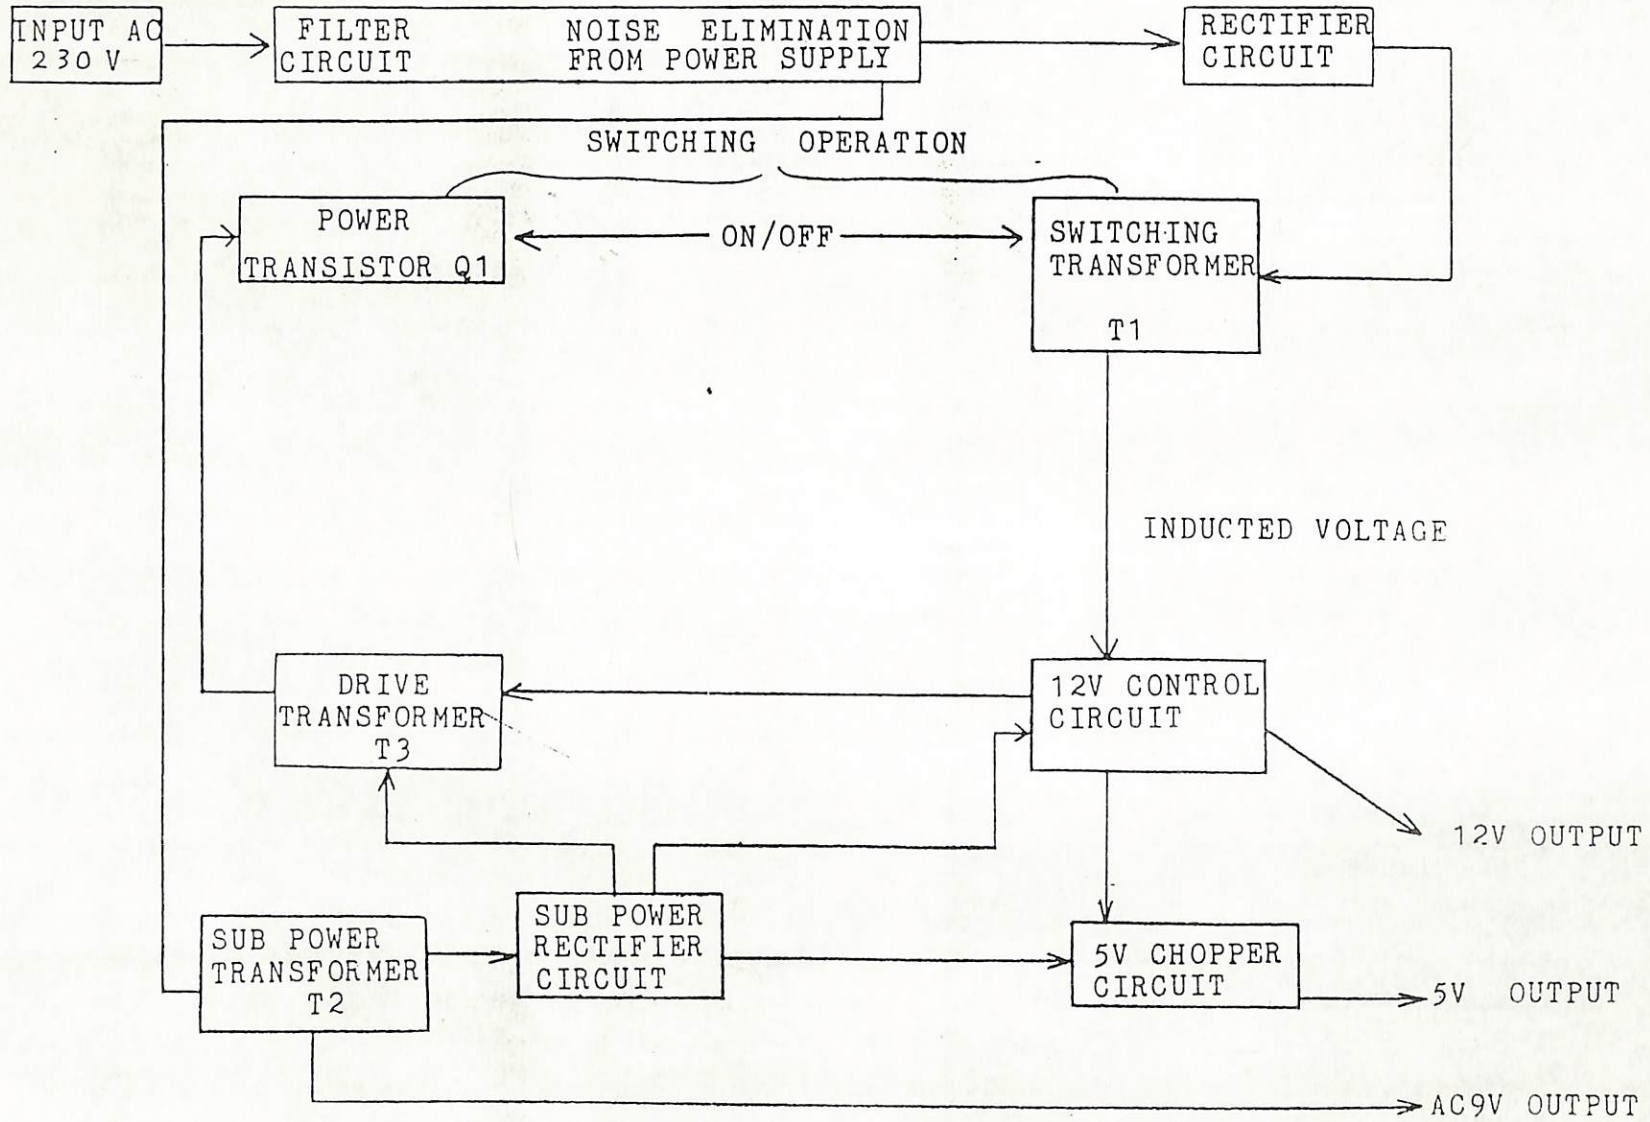 INPUT AC
230 V
FILTER
CIRCUIT
NOISE ELIMINATION
FROM POWER SUPPLY
RECTIFIER
CIRCUIT
SWITCHING OPERATION
POWER
TRANSISTOR Q1
ON/OFF
SWITCHING
TRANSFORMER
T1
INDUCTED VOLTAGE
DRIVE
TRANSFORMER
T3
12V CONTROL
CIRCUIT
12V OUTPUT
SUB POWER
TRANSFORMER
T2
SUB POWER
RECTIFIER
CIRCUIT
5V CHOPPER
CIRCUIT
5V OUTPUT
AC9V OUTPUT